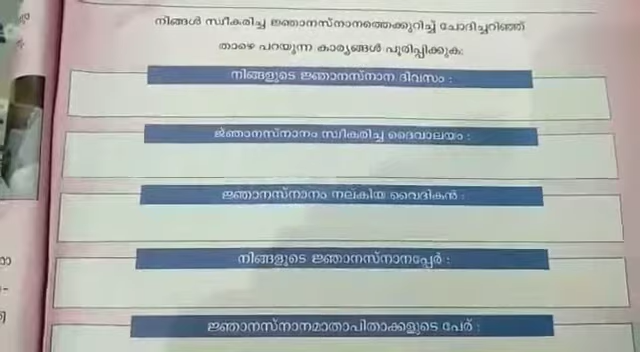 നിങ്ങൾ സ്വീകരിച്ച ജ്ഞാനസ്നാനത്തെക്കുറിച്ച് ചോദിച്ചറിഞ്ഞ്
താഴെ പറയുന്ന കാര്യങ്ങൾ പൂരിപ്പിക്കുക:
നിങ്ങളുടെ ജ്ഞാനസ്നാന ദിവസം :
ജ്ഞാനസ്നാനം സ്വീകരിച്ച ദൈവാലയം :
ജ്ഞാനസ്നാനം നല്കിയ വൈദികൻ :
നിങ്ങളുടെ ജ്ഞാനസ്നാനപ്പേര് :
ജ്ഞാനസ്നാനമാതാപിതാക്കളുടെ പേര് :